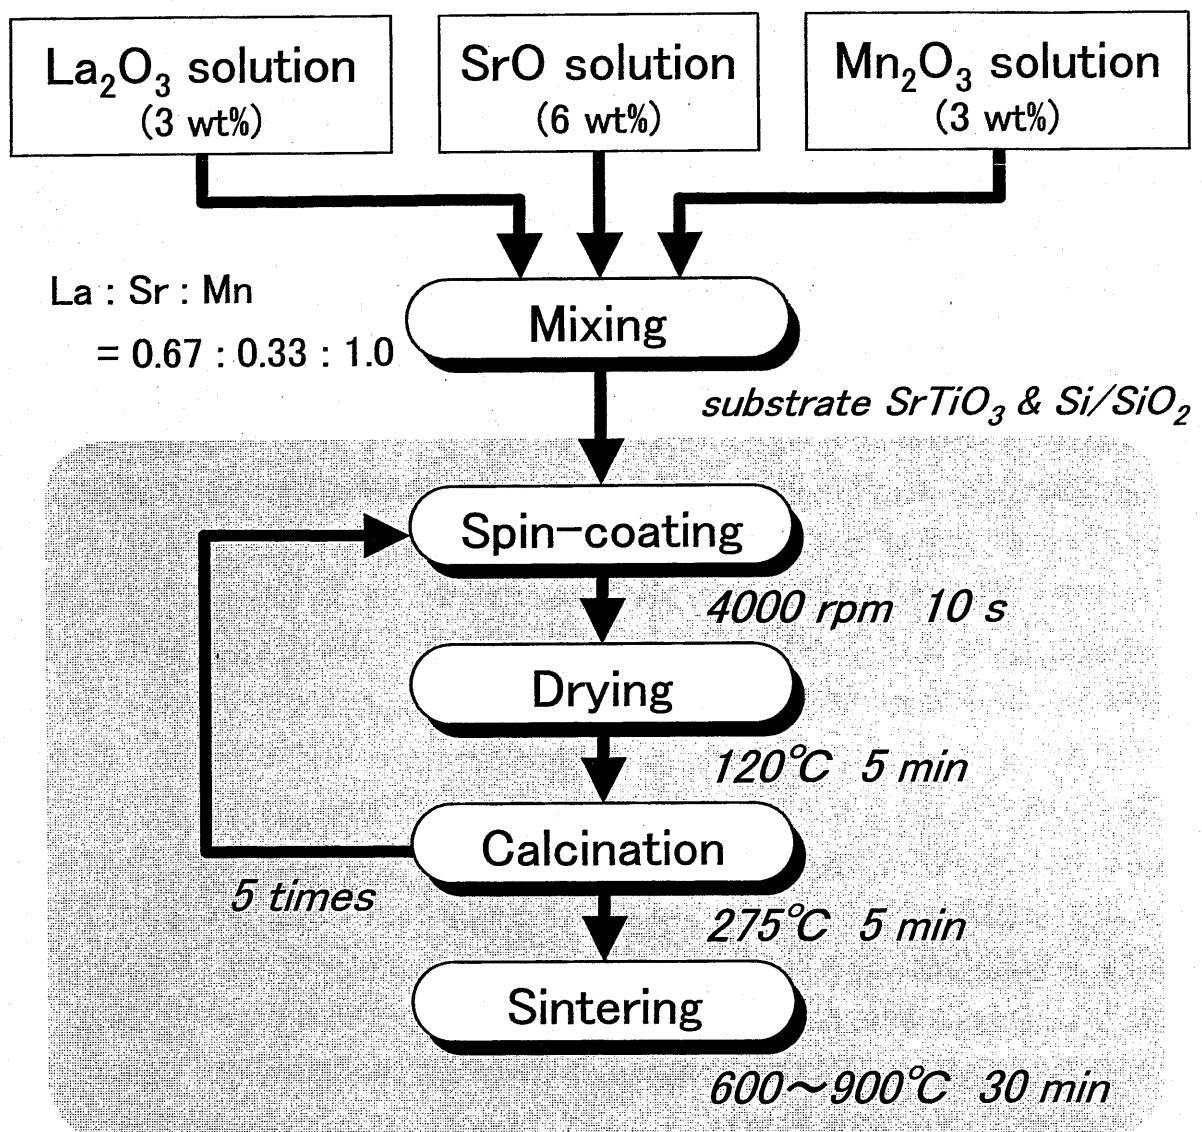 La₂O₃ solution
(3 wt%)
SrO solution
(6 wt%)
Mn₂O₃ solution
(3 wt%)
La : Sr : Mn
= 0.67 : 0.33 : 1.0
Mixing
substrate SrTiO₃ & Si/SiO₂
Spin-coating
4000 rpm 10 s
Drying
120℃ 5 min
Calcination
5 times
275℃ 5 min
Sintering
600～900℃ 30 min